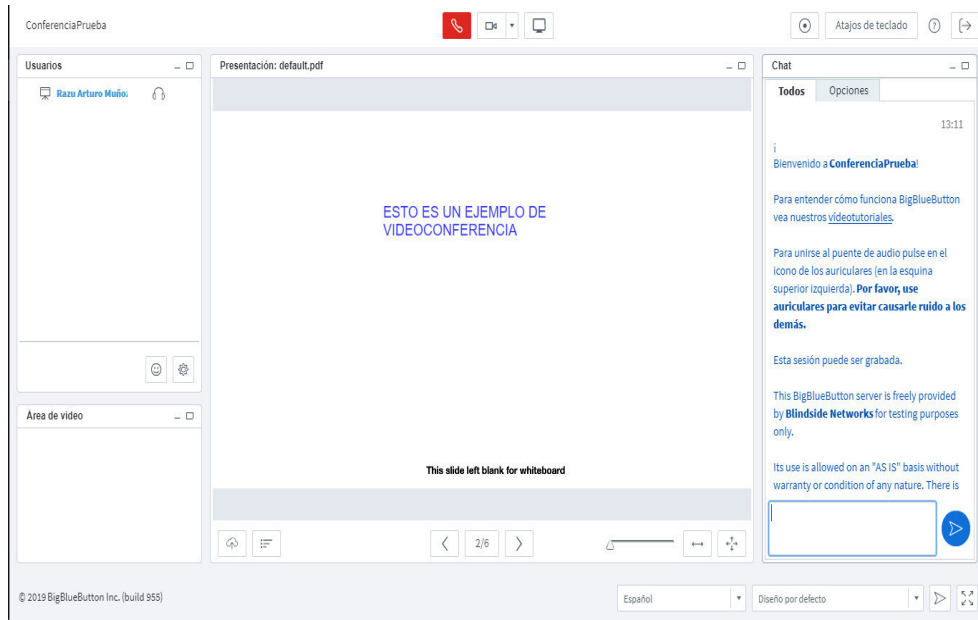 ConferenciaPrueba
Atajos de teclado
Usuarios
Razu Arturo Muño
Presentación: default.pdf
ESTO ES UN EJEMPLO DE
VIDEOCONFERENCIA
This slide left blank for whiteboard
2/6
Área de video
Chat
Todos
Opciones
13:11
¡
Bienvenido a ConferenciaPrueba!
Para entender cómo funciona BigBlueButton
vea nuestros vídeotutoriales.
Para unirse al puente de audio pulse en el
icono de los auriculares (en la esquina
superior izquierda). Por favor, use
auriculares para evitar causarle ruido a los
demás.
Esta sesión puede ser grabada.
This BigBlueButton server is freely provided
by Blindside Networks for testing purposes
only.
Its use is allowed on an "AS IS" basis without
warranty or condition of any nature. There is
© 2019 BigBlueButton Inc. (build 955)
Español
Diseño por defecto